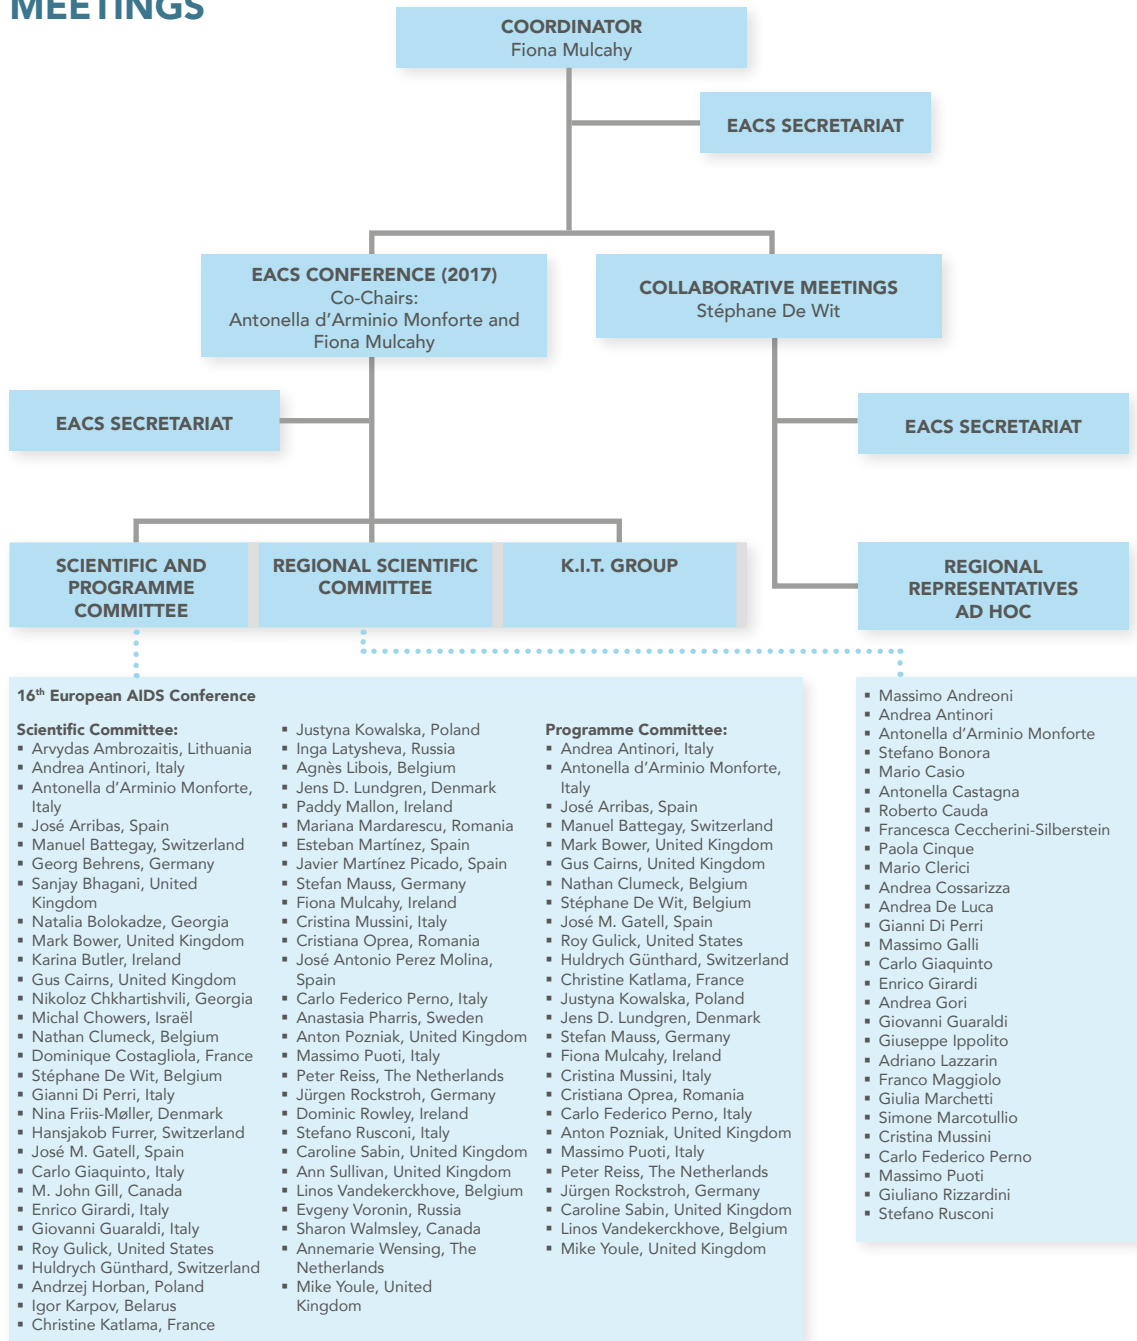 MEETINGS
COORDINATOR
Fiona Mulcahy
EACS SECRETARIAT
EACS CONFERENCE (2017)
Co-Chairs:
Antonella d’Arminio Monforte and
Fiona Mulcahy
COLLABORATIVE MEETINGS
Stéphane De Wit
EACS SECRETARIAT
EACS SECRETARIAT
SCIENTIFIC AND
PROGRAMME
COMMITTEE
REGIONAL SCIENTIFIC
COMMITTEE
K.I.T. GROUP
REGIONAL
REPRESENTATIVES
AD HOC
16th European AIDS Conference
Scientific Committee:
▪ Arvydas Ambrozaitis, Lithuania
▪ Andrea Antinori, Italy
▪ Antonella d’Arminio Monforte,
Italy
▪ José Arribas, Spain
▪ Manuel Battegay, Switzerland
▪ Georg Behrens, Germany
▪ Sanjay Bhagani, United
Kingdom
▪ Natalia Bolokadze, Georgia
▪ Mark Bower, United Kingdom
▪ Karina Butler, Ireland
▪ Gus Cairns, United Kingdom
▪ Nikoloz Chkhartishvili, Georgia
▪ Michal Chowers, Israël
▪ Nathan Clumeck, Belgium
▪ Dominique Costagliola, France
▪ Stéphane De Wit, Belgium
▪ Gianni Di Perri, Italy
▪ Nina Friis-Møller, Denmark
▪ Hansjakob Furrer, Switzerland
▪ José M. Gatell, Spain
▪ Carlo Giaquinto, Italy
▪ M. John Gill, Canada
▪ Enrico Girardi, Italy
▪ Giovanni Guaraldi, Italy
▪ Roy Gulick, United States
▪ Huldrych Günthard, Switzerland
▪ Andrzej Horban, Poland
▪ Igor Karpov, Belarus
▪ Christine Katlama, France
▪ Justyna Kowalska, Poland
▪ Inga Latysheva, Russia
▪ Agnès Libois, Belgium
▪ Jens D. Lundgren, Denmark
▪ Paddy Mallon, Ireland
▪ Mariana Mardarescu, Romania
▪ Esteban Martínez, Spain
▪ Javier Martínez Picado, Spain
▪ Stefan Mauss, Germany
▪ Fiona Mulcahy, Ireland
▪ Cristina Mussini, Italy
▪ Cristiana Oprea, Romania
▪ José Antonio Perez Molina,
Spain
▪ Carlo Federico Perno, Italy
▪ Anastasia Pharris, Sweden
▪ Anton Pozniak, United Kingdom
▪ Massimo Puoti, Italy
▪ Peter Reiss, The Netherlands
▪ Jürgen Rockstroh, Germany
▪ Dominic Rowley, Ireland
▪ Stefano Rusconi, Italy
▪ Caroline Sabin, United Kingdom
▪ Ann Sullivan, United Kingdom
▪ Linos Vandekerckhove, Belgium
▪ Evgeny Voronin, Russia
▪ Sharon Walmsley, Canada
▪ Annemarie Wensing, The
Netherlands
▪ Mike Youle, United
Kingdom
Programme Committee:
▪ Andrea Antinori, Italy
▪ Antonella d’Arminio Monforte,
Italy
▪ José Arribas, Spain
▪ Manuel Battegay, Switzerland
▪ Mark Bower, United Kingdom
▪ Gus Cairns, United Kingdom
▪ Nathan Clumeck, Belgium
▪ Stéphane De Wit, Belgium
▪ José M. Gatell, Spain
▪ Roy Gulick, United States
▪ Huldrych Günthard, Switzerland
▪ Christine Katlama, France
▪ Justyna Kowalska, Poland
▪ Jens D. Lundgren, Denmark
▪ Stefan Mauss, Germany
▪ Fiona Mulcahy, Ireland
▪ Cristina Mussini, Italy
▪ Cristiana Oprea, Romania
▪ Carlo Federico Perno, Italy
▪ Anton Pozniak, United Kingdom
▪ Massimo Puoti, Italy
▪ Peter Reiss, The Netherlands
▪ Jürgen Rockstroh, Germany
▪ Caroline Sabin, United Kingdom
▪ Linos Vandekerckhove, Belgium
▪ Mike Youle, United Kingdom
▪ Massimo Andreoni
▪ Andrea Antinori
▪ Antonella d’Arminio Monforte
▪ Stefano Bonora
▪ Mario Casio
▪ Antonella Castagna
▪ Roberto Cauda
▪ Francesca Ceccherini-Silberstein
▪ Paola Cinque
▪ Mario Clerici
▪ Andrea Cossarizza
▪ Andrea De Luca
▪ Gianni Di Perri
▪ Massimo Galli
▪ Carlo Giaquinto
▪ Enrico Girardi
▪ Andrea Gori
▪ Giovanni Guaraldi
▪ Giuseppe Ippolito
▪ Adriano Lazzarin
▪ Franco Maggiolo
▪ Giulia Marchetti
▪ Simone Marcotullio
▪ Cristina Mussini
▪ Carlo Federico Perno
▪ Massimo Puoti
▪ Giuliano Rizzardini
▪ Stefano Rusconi